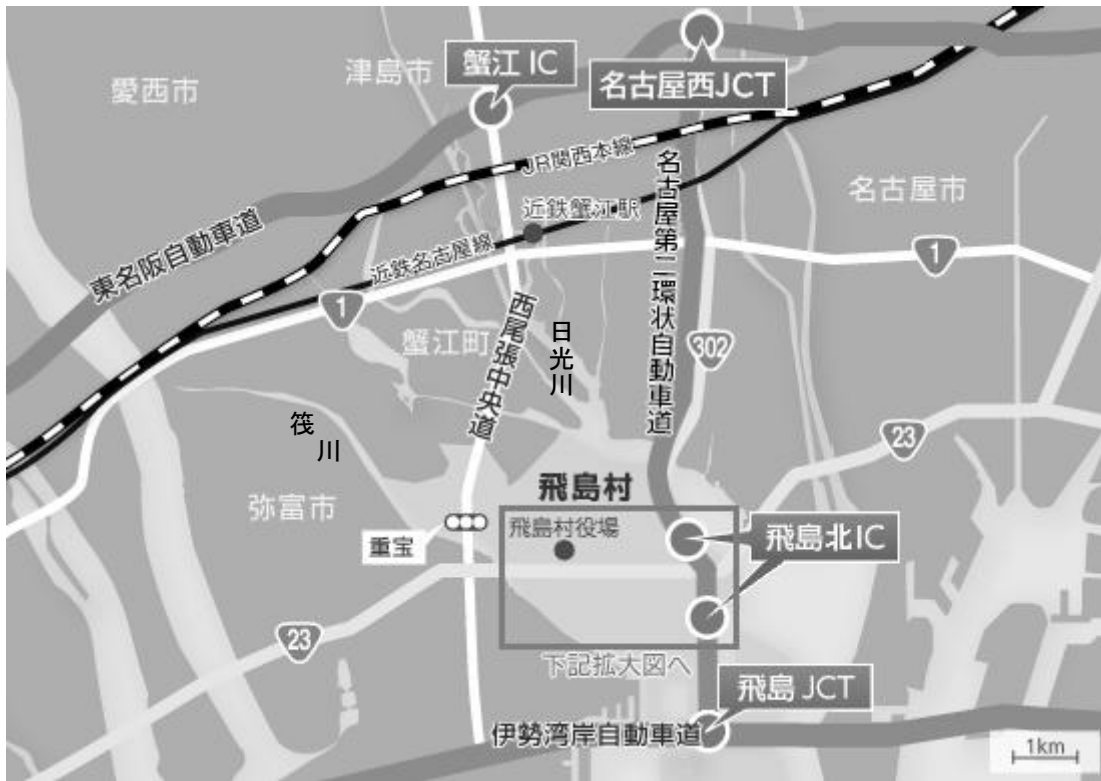 愛西市
津島市
蟹江 IC
名古屋西JCT
JR関西本線
近鉄蟹江駅
名古屋市
東名阪自動車道
近鉄名古屋線
名古屋第二環状自動車道
1
1
蟹江町
西尾張中央道
日光川
302
筏川
23
弥富市
飛島村
飛島村役場
飛島北IC
重宝
23
下記拡大図へ
飛島 JCT
伊勢湾岸自動車道
1km